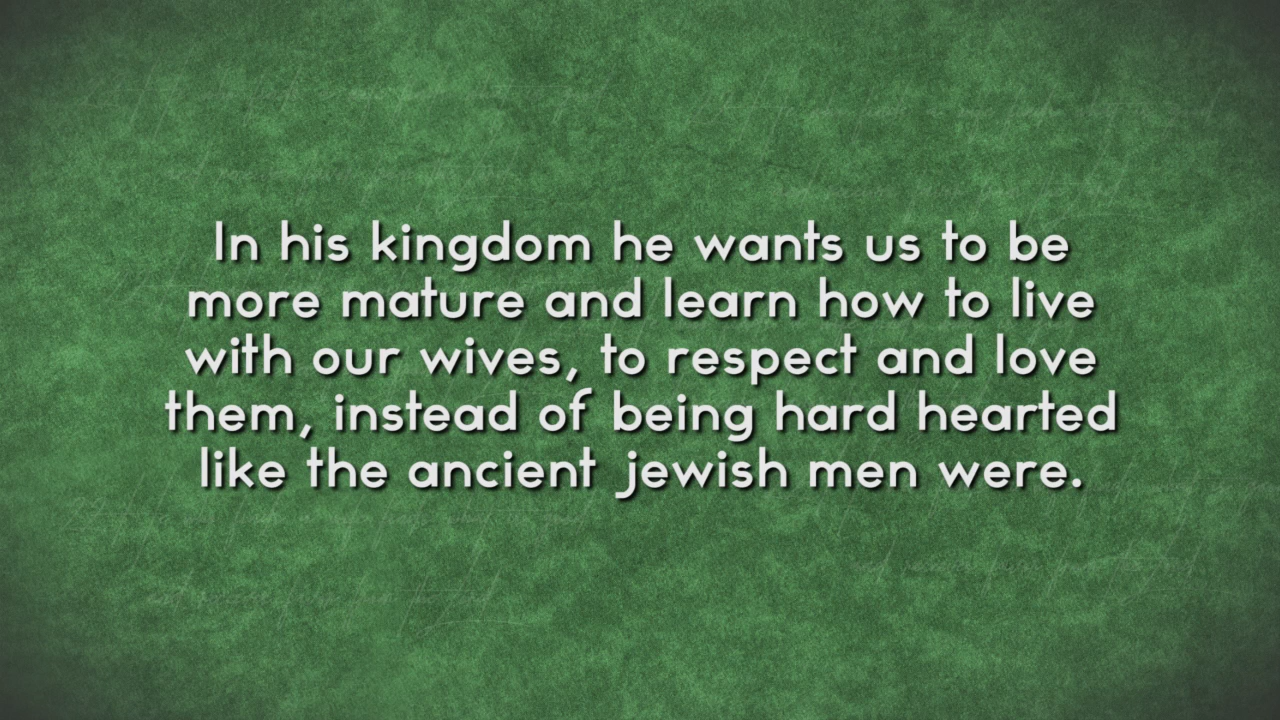 In his kingdom he wants us to be
more mature and learn how to live
with our wives, to respect and love
them, instead of being hard hearted
like the ancient jewish men were.